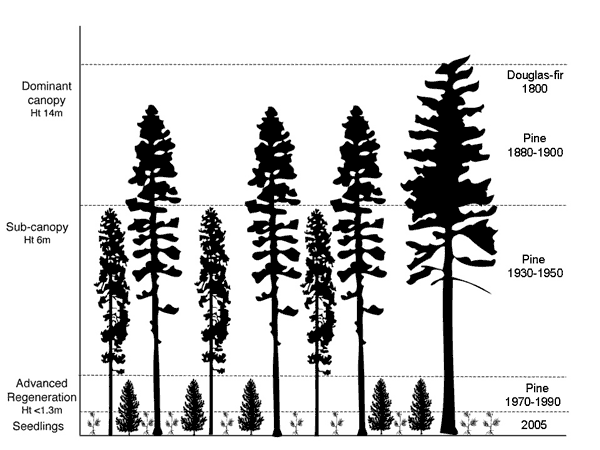 Dominant
canopy
Ht 14m
Douglas-fir
1800
Pine
1880-1900
Sub-canopy
Ht 6m
Pine
1930-1950
Advanced
Regeneration
Ht <1.3m
Pine
1970-1990
Seedlings
2005